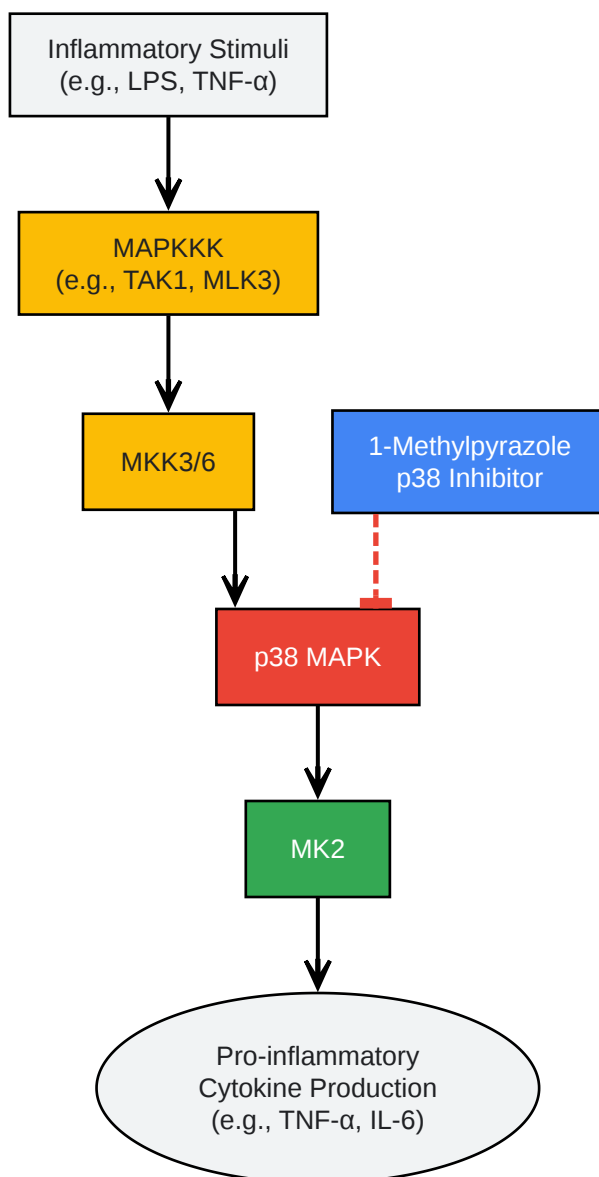 Inflammatory Stimuli
(e.g., LPS, TNF-α)
MAPKKK
(e.g., TAK1, MLK3)
MKK3/6
1-Methylpyrazole
p38 Inhibitor
p38 MAPK
MK2
Pro-inflammatory
Cytokine Production
(e.g., TNF-α, IL-6)